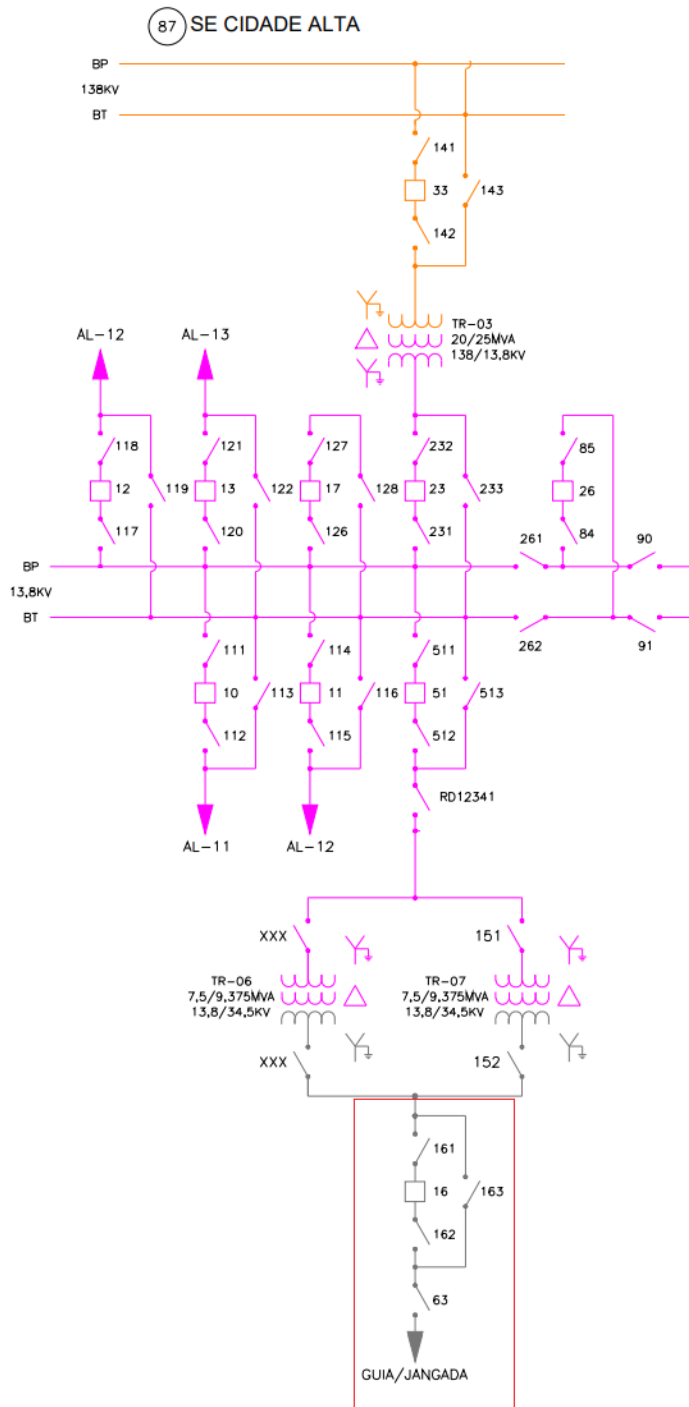 87 SE CIDADE ALTA
BP
138KV
BT
141
33
143
142
TR-03
20/25MVA
138/13,8KV
AL-12
AL-13
118
121
127
232
85
12
119
13
122
17
128
23
233
26
117
120
126
231
84
261
90
BP
13,8KV
BT
262
91
111
114
511
10
113
11
116
51
513
112
115
512
RD12341
AL-11
AL-12
XXX
151
TR-06
7,5/9,375MVA
13,8/34,5KV
TR-07
7,5/9,375MVA
13,8/34,5KV
XXX
152
161
16
163
162
63
GUIA/JANGADA